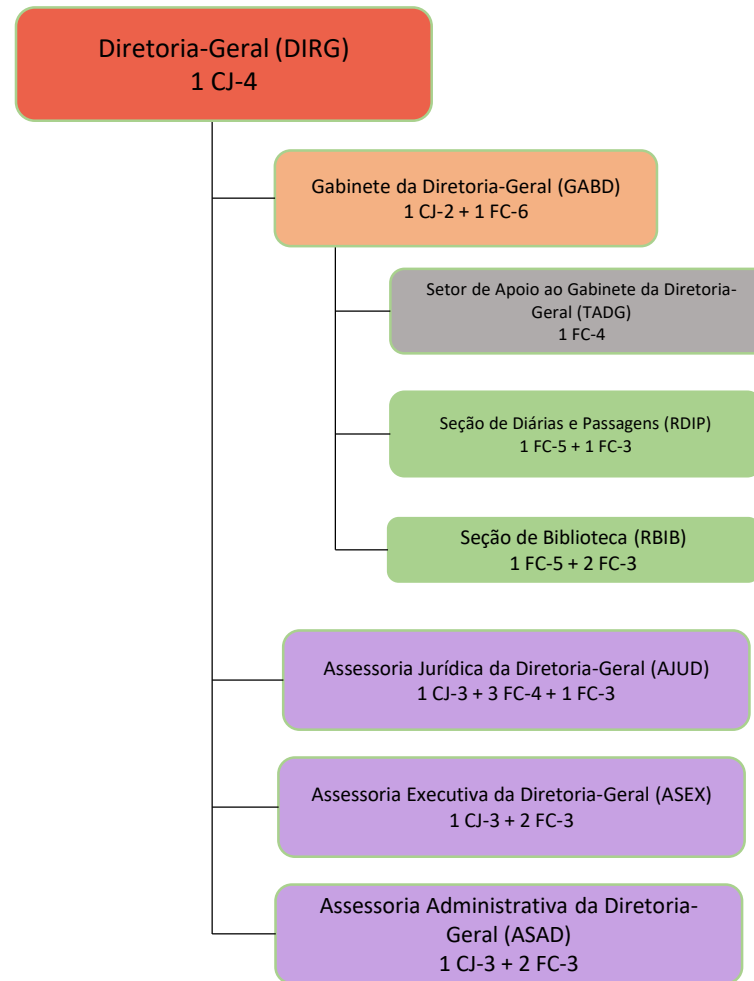 Diretoria-Geral (DIRG)
1 CJ-4
Gabinete da Diretoria-Geral (GABD)
1 CJ-2 + 1 FC-6
Setor de Apoio ao Gabinete da Diretoria-
Geral (TADG)
1 FC-4
Seção de Diárias e Passagens (RDIP)
1 FC-5 + 1 FC-3
Seção de Biblioteca (RBIB)
1 FC-5 + 2 FC-3
Assessoria Jurídica da Diretoria-Geral (AJUD)
1 CJ-3 + 3 FC-4 + 1 FC-3
Assessoria Executiva da Diretoria-Geral (ASEX)
1 CJ-3 + 2 FC-3
Assessoria Administrativa da Diretoria-
Geral (ASAD)
1 CJ-3 + 2 FC-3